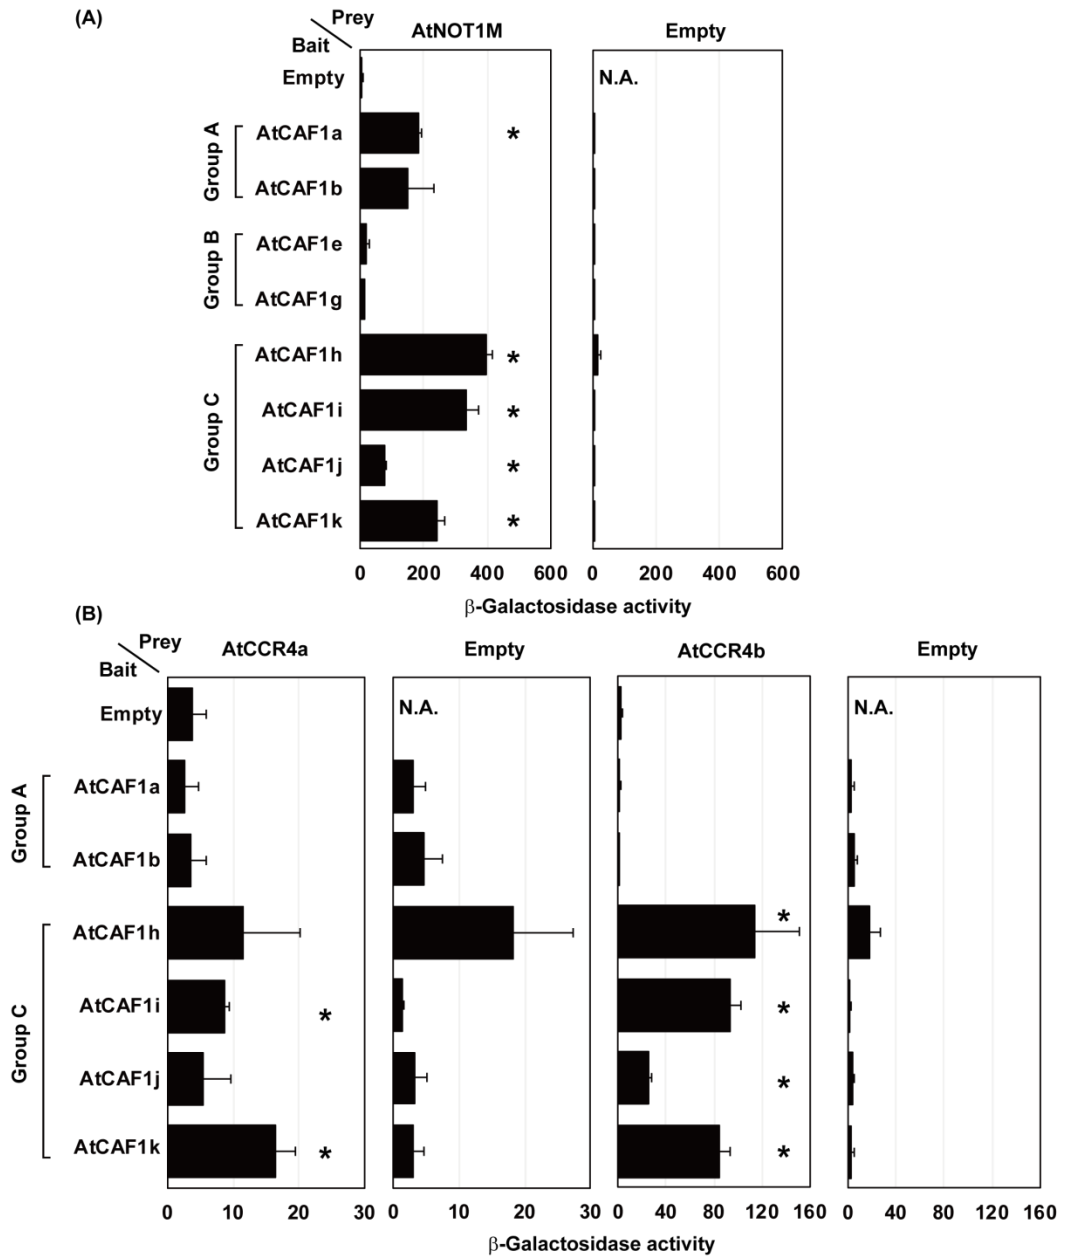 (A)
Prey
Bait
AtNOT1M
Empty
Empty
N.A.
Group A
AtCAF1a
*
AtCAF1b
Group B
AtCAF1e
AtCAF1g
Group C
AtCAF1h
*
AtCAF1i
*
AtCAF1j
*
AtCAF1k
*
0 200 400 600
0 200 400 600
β-Galactosidase activity
(B)
Prey
Bait
AtCCR4a
Empty
AtCCR4b
Empty
Empty
N.A.
N.A.
Group A
AtCAF1a
AtCAF1b
Group C
AtCAF1h
*
AtCAF1i
* *
AtCAF1j
*
AtCAF1k
* *
0 10 20 30
0 10 20 30
0 40 80 120 160
0 40 80 120 160
β-Galactosidase activity